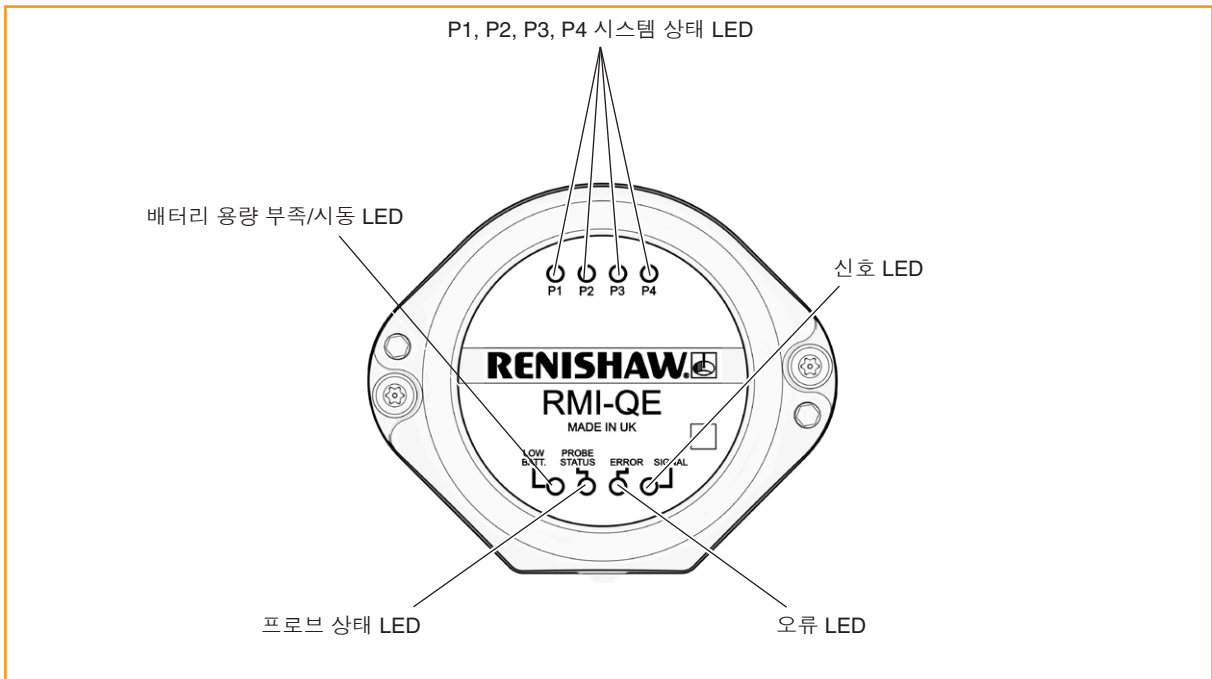 P1, P2, P3, P4 시스템 상태 LED
배터리 용량 부족/시동 LED
신호 LED
P1 P2 P3 P4
RENISHAW
RMI-QE
MADE IN UK
LOW BATT.
PROBE STATUS
ERROR
SIGNAL
프로브 상태 LED
오류 LED